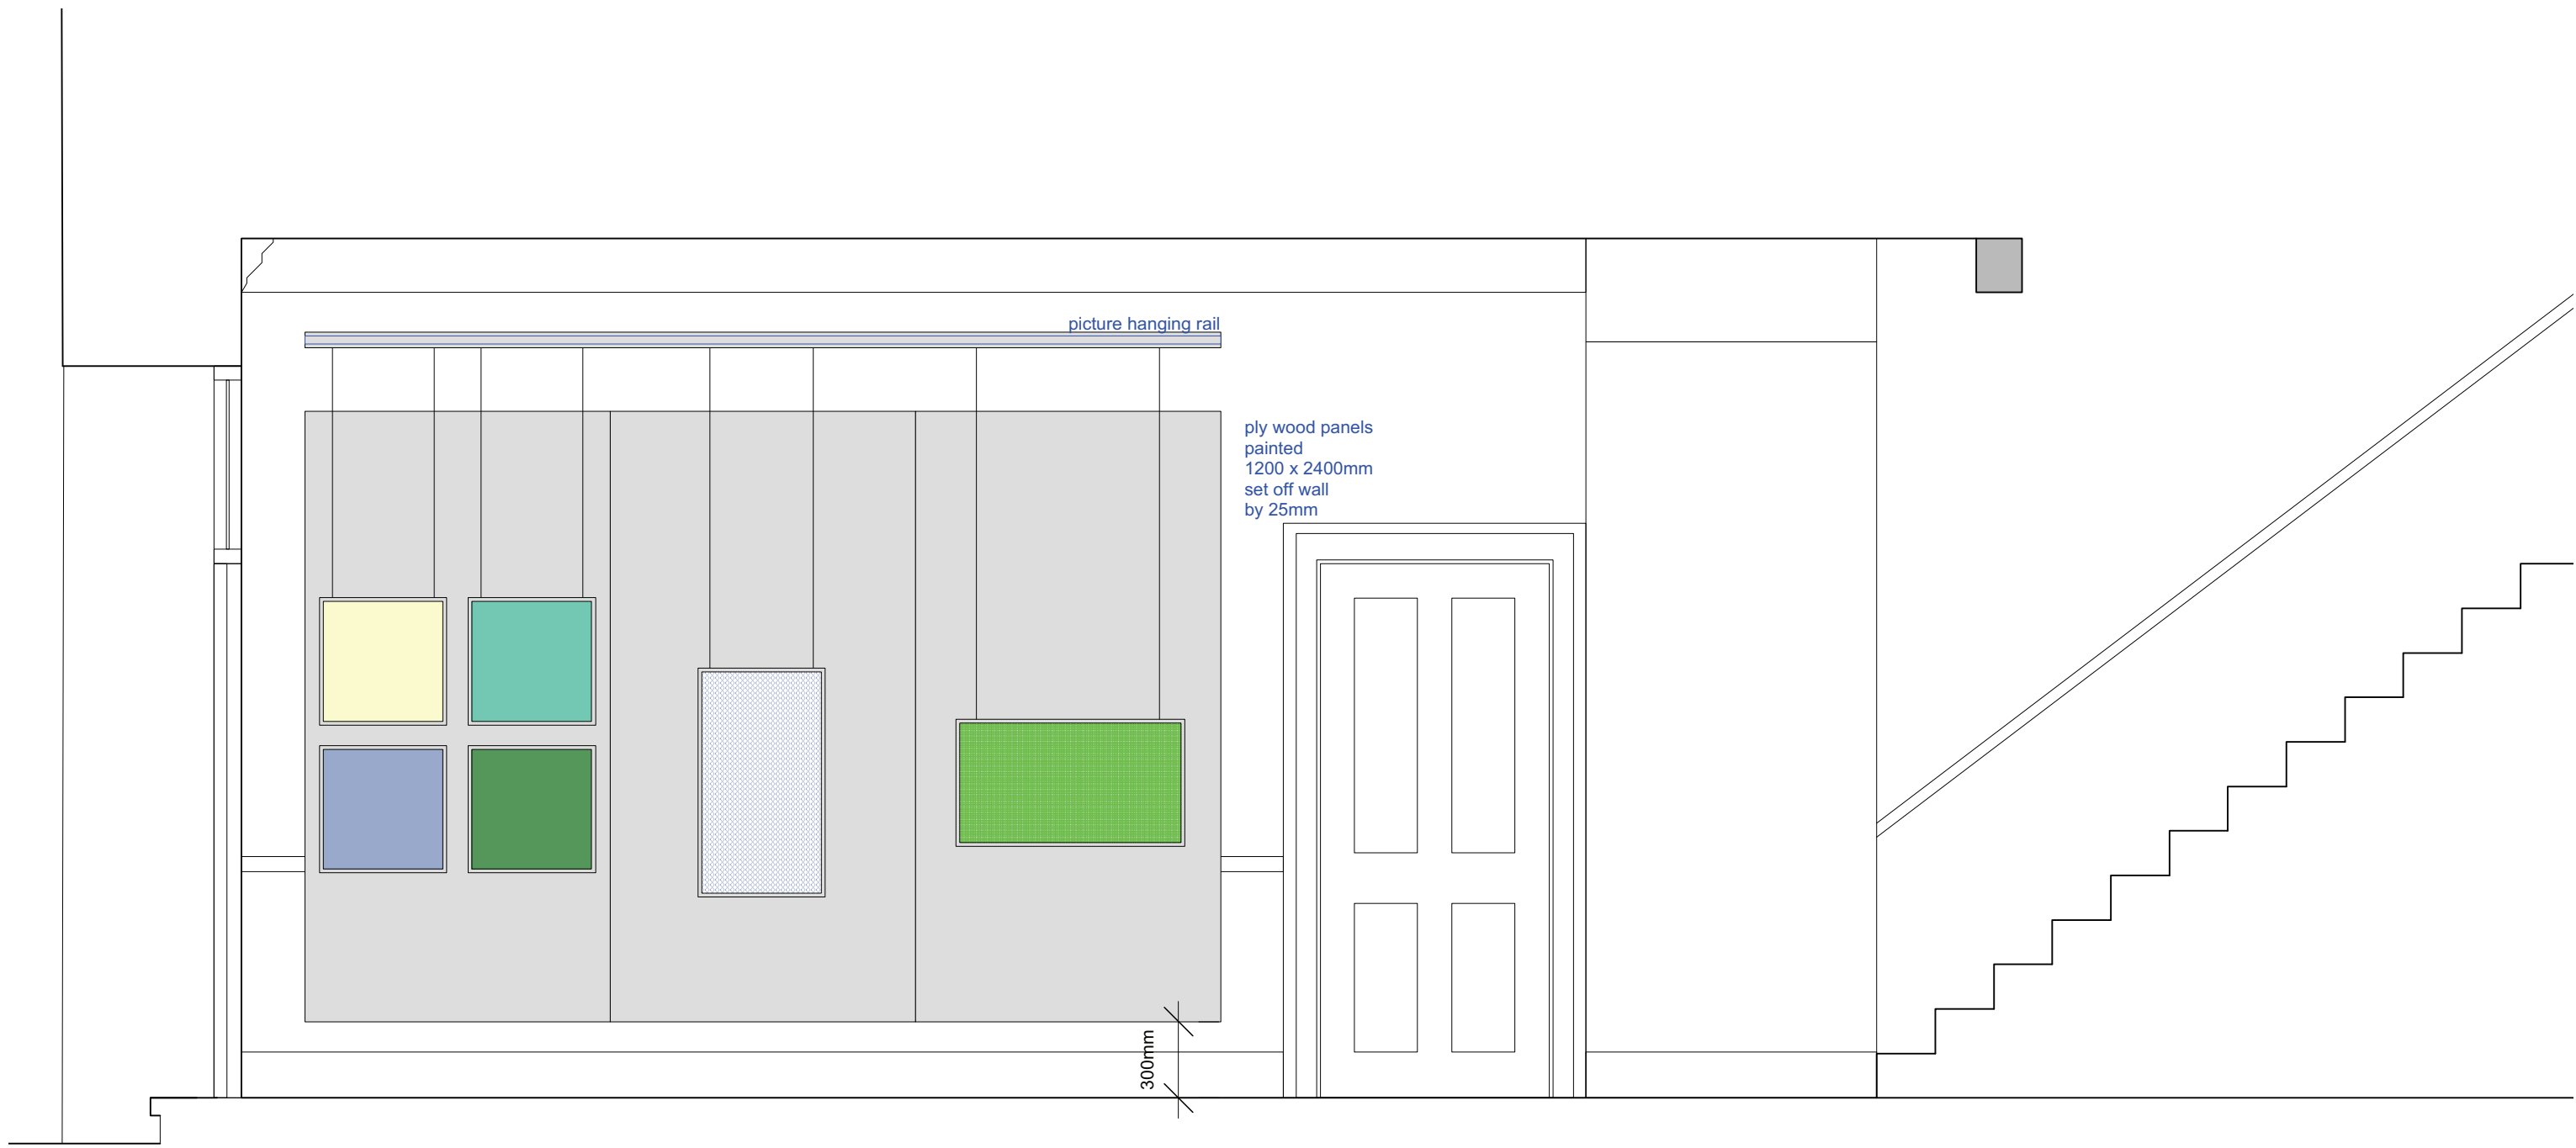 picture hanging rail
ply wood panels
painted
1200 x 2400mm
set off wall
by 25mm
300mm